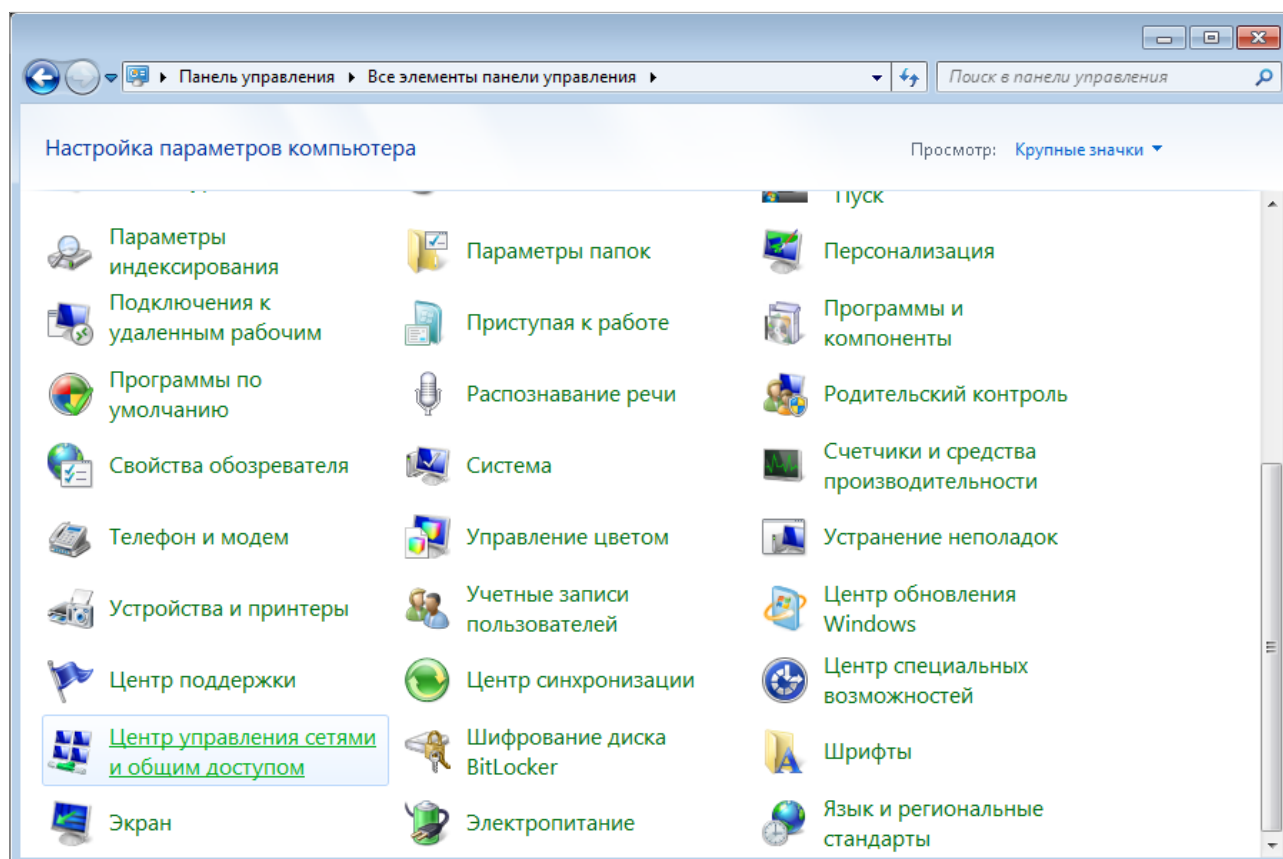 Панель управления ▸ Все элементы панели управления ▸
Поиск в панели управления
Настройка параметров компьютера
Просмотр: Крупные значки
Пуск
Параметры
индексирования
Параметры папок
Персонализация
Подключения к
удаленным рабочим
Приступая к работе
Программы и
компоненты
Программы по
умолчанию
Распознавание речи
Родительский контроль
Свойства обозревателя
Система
Счетчики и средства
производительности
Телефон и модем
Управление цветом
Устранение неполадок
Устройства и принтеры
Учетные записи
пользователей
Центр обновления
Windows
Центр поддержки
Центр синхронизации
Центр специальных
возможностей
Центр управления сетями
и общим доступом
Шифрование диска
BitLocker
Шрифты
Экран
Электропитание
Язык и региональные
стандарты